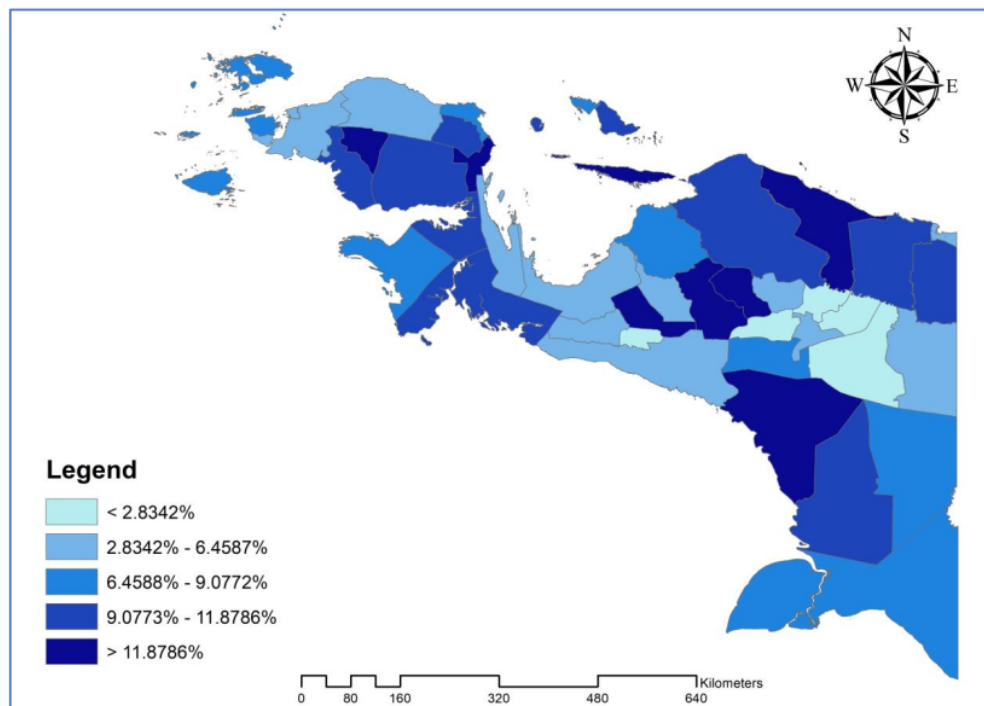 N
W E
S
Legend
< 2.8342%
2.8342% - 6.4587%
6.4588% - 9.0772%
9.0773% - 11.8786%
> 11.8786%
Kilometers
0 80 160 320 480 640